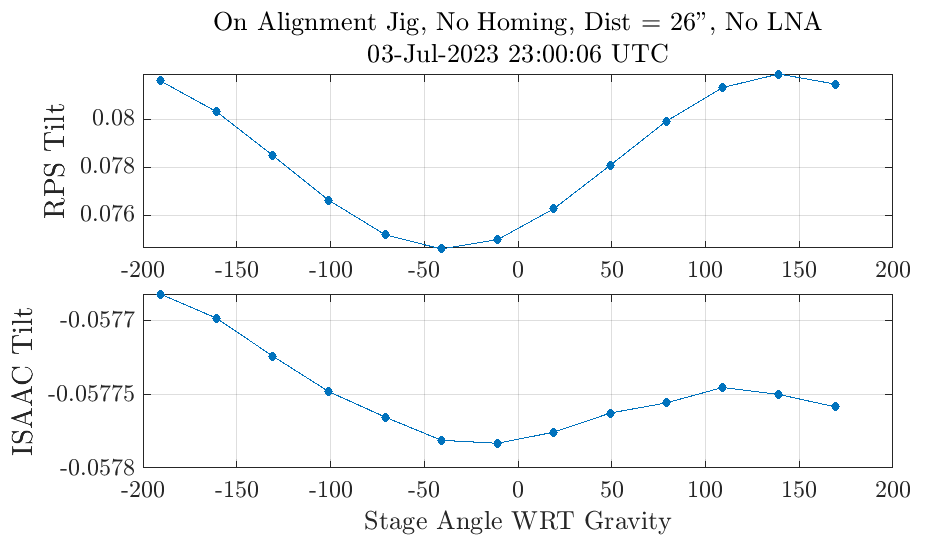 On Alignment Jig, No Homing, Dist = 26", No LNA
03-Jul-2023 23:00:06 UTC
RPS Tilt
0.08
0.078
0.076
-200 -150 -100 -50 0 50 100 150 200
ISAAC Tilt
-0.0577
-0.05775
-0.0578
-200 -150 -100 -50 0 50 100 150 200
Stage Angle WRT Gravity